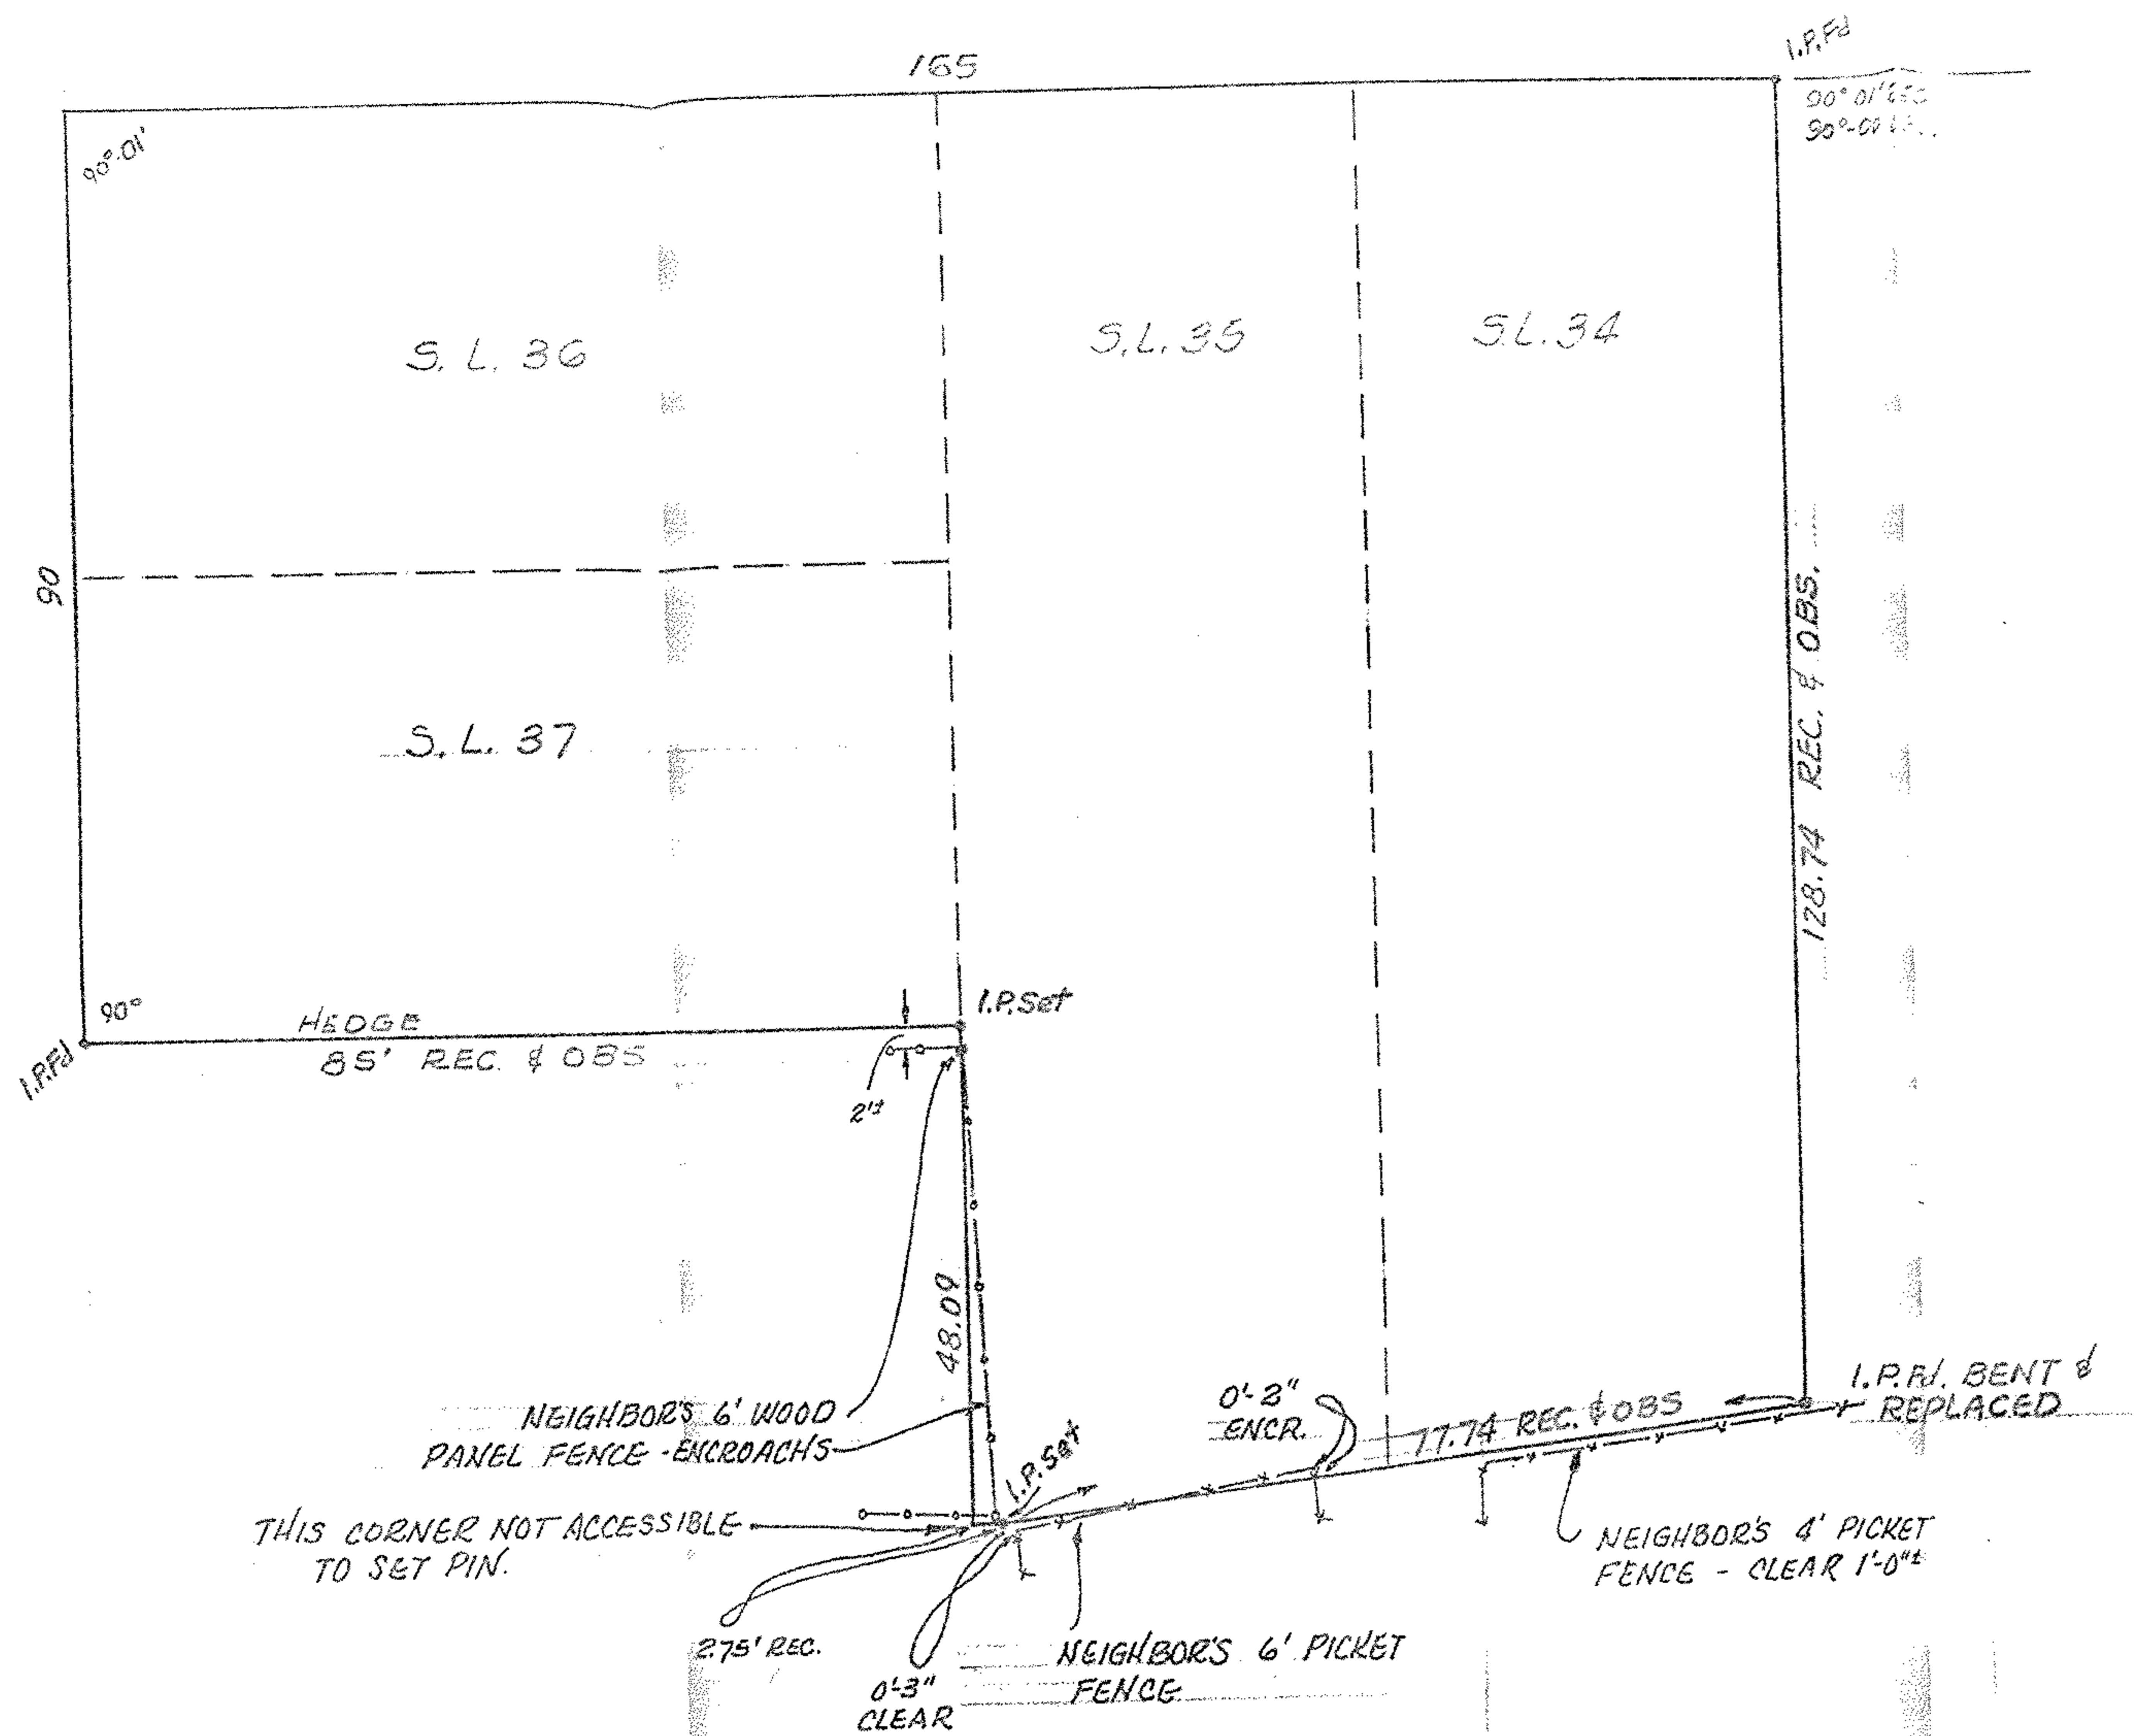 165
I.P.Fd
90°-01'
90° 01'
S.L. 36
S.L. 35
S.L. 34
90
S.L. 37
128.74 REC. & OBS.
90°
HEDGE
85' REC. & OBS
I.P.Fd
I.P.Set
2'±
48.09
NEIGHBOR'S 6' WOOD
PANEL FENCE - ENCROACHS
THIS CORNER NOT ACCESSIBLE
TO SET PIN.
I.P. Set
ENCR.
77.74 REC. & OBS
I.P.Fd. BENT &
REPLACED
NEIGHBOR'S 4' PICKET
FENCE - CLEAR 1'-0"±
2.75' REC.
0'-3"
CLEAR
NEIGHBOR'S 6' PICKET
FENCE